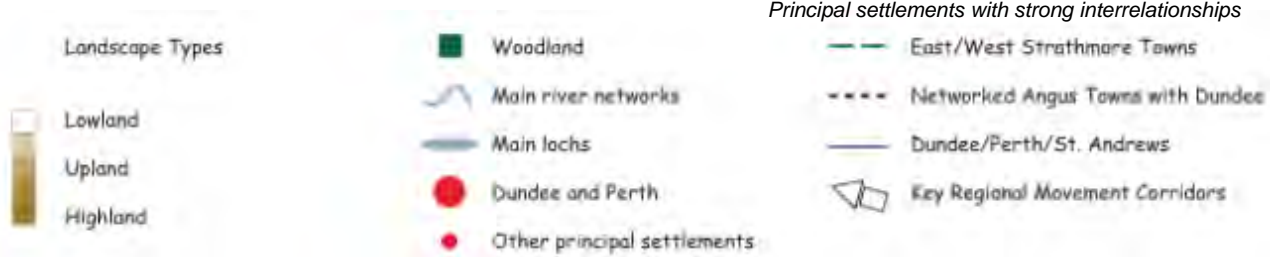 Principal settlements with strong interrelationships
Landscape Types
Lowland
Upland
Highland
Woodland
Main river networks
Main lochs
Dundee and Perth
Other principal settlements
East/West Strathmore Towns
Networked Angus Towns with Dundee
Dundee/Perth/St. Andrews
Key Regional Movement Corridors